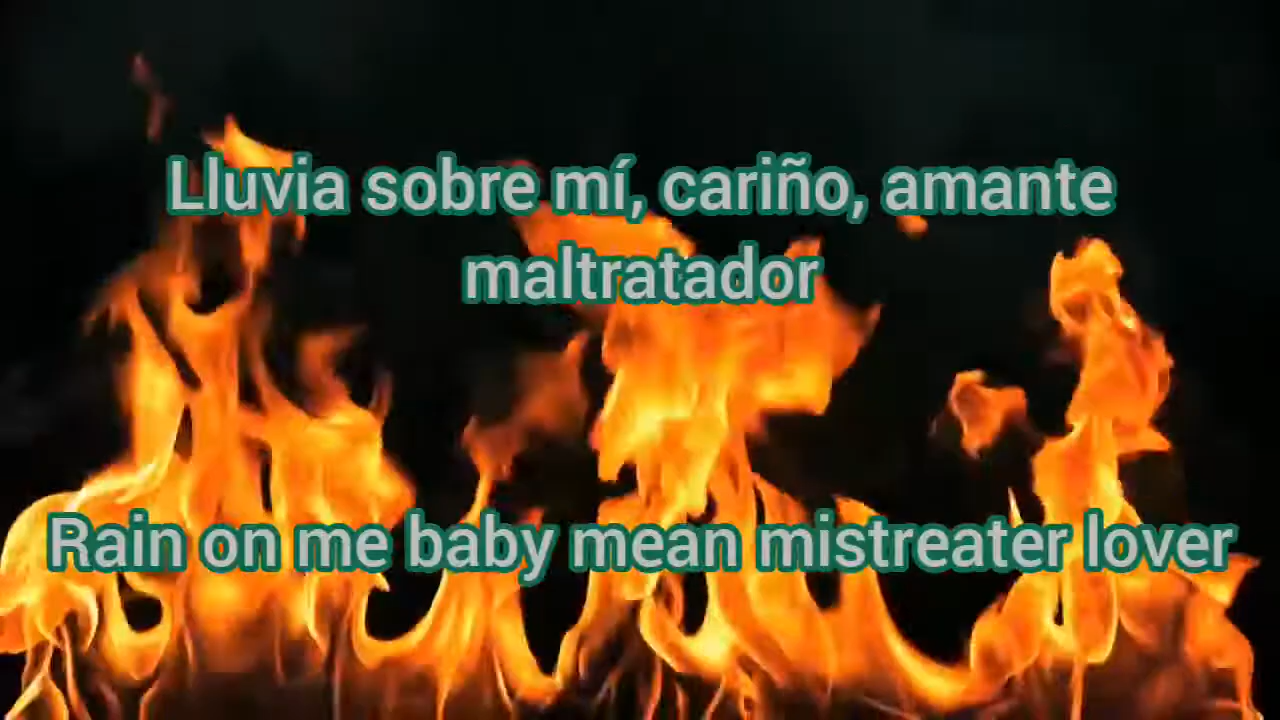 Lluvia sobre mí, cariño, amante
maltratador
Rain on me baby mean mistreater lover